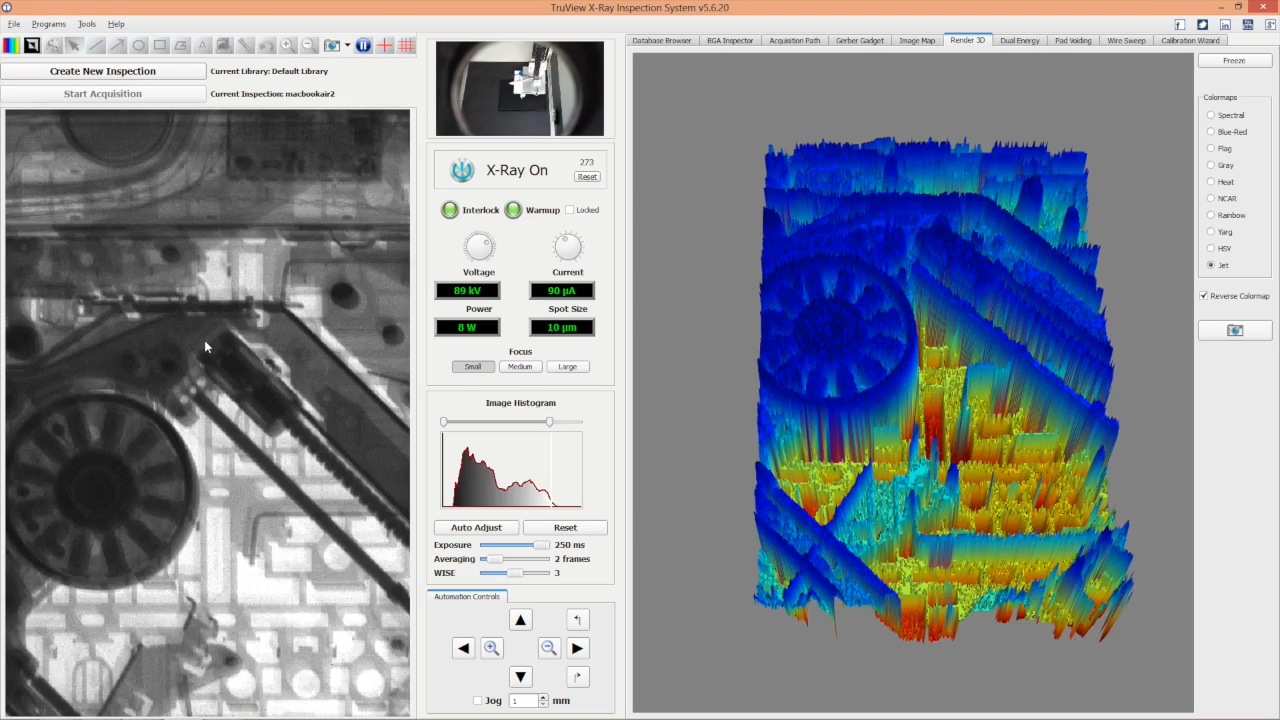 TruView X-Ray Inspection System v5.6.20
File Programs Tools Help
Create New Inspection Current Library: Default Library
Start Acquisition Current Inspection: macbookair2
X-Ray On 273
Reset
Interlock Warmup Locked
Voltage Current
89 kV 90 µA
Power Spot Size
8 W 10 µm
Focus
Small Medium Large
Image Histogram
Auto Adjust Reset
Exposure 250 ms
Averaging 2 frames
WISE 3
Automation Controls
Jog 1 mm
Database Browser BGA Inspector Acquisition Path Gerber Gadget Image Map Render 3D Dual Energy Pad Voiding Wire Sweep Calibration Wizard
Freeze
Colormaps
Spectral
Blue-Red
Flag
Gray
Heat
NCAR
Rainbow
Yarg
HSV
Jet
Reverse Colormap